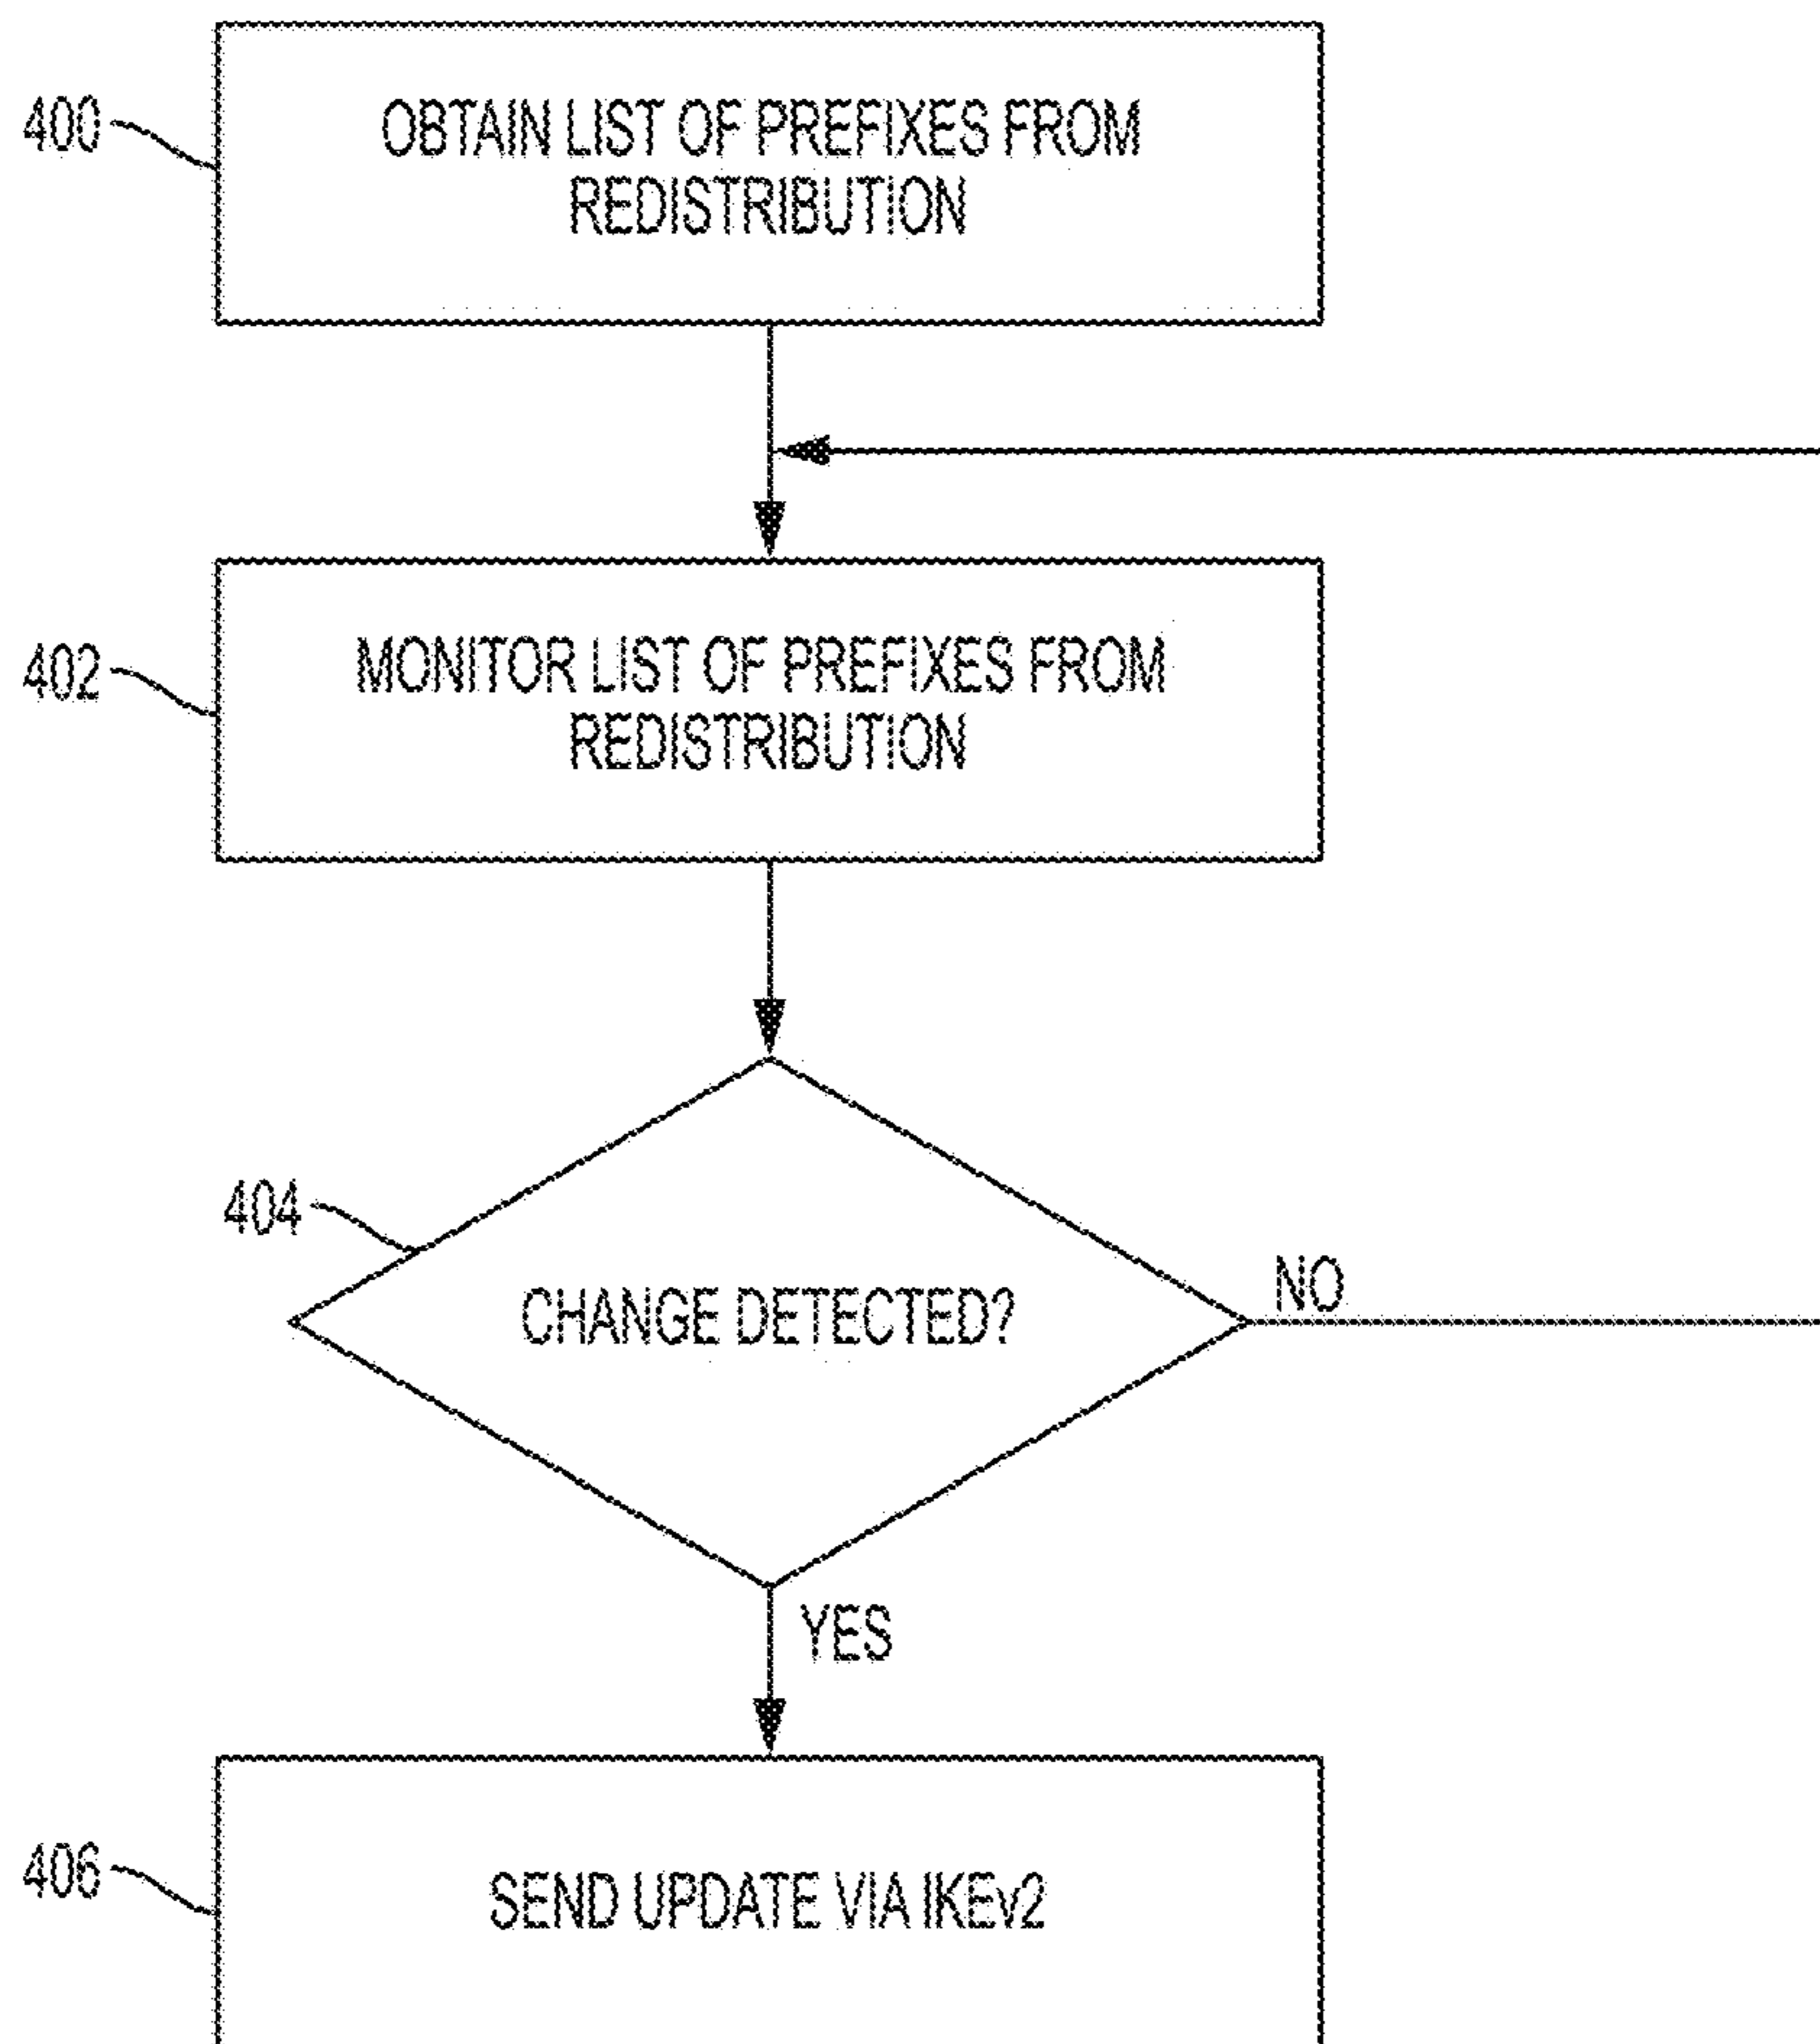 400
OBTAIN LIST OF PREFIXES FROM
REDISTRIBUTION
402
MONITOR LIST OF PREFIXES FROM
REDISTRIBUTION
404
CHANGE DETECTED?
NO
YES
406
SEND UPDATE VIA IKEv2